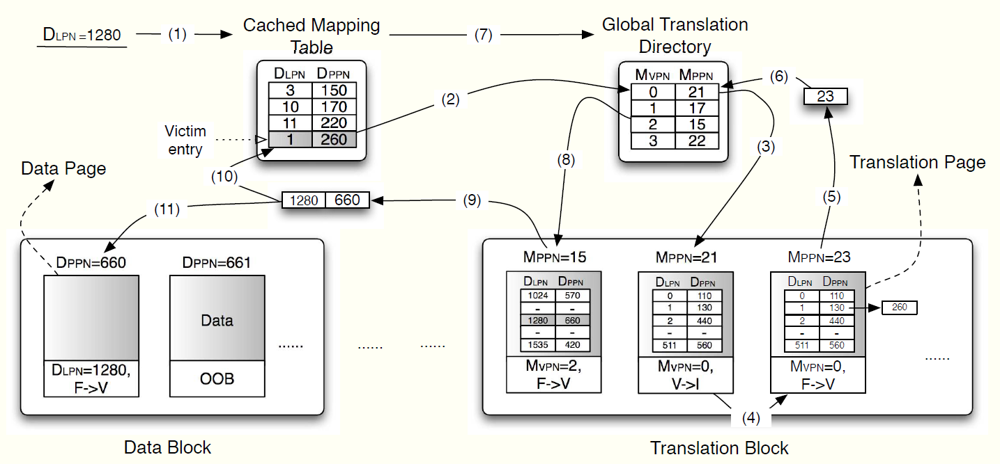 DLPN =1280
(1)
Cached Mapping
Table
(7)
Global Translation
Directory
DLPN DPPN
3 150
10 170
11 220
1 260
Victim
entry
(2)
MVPN MPPN
0 21
1 17
2 15
3 22
(6)
23
(3)
(8)
(5)
(10)
Data Page
Translation Page
1280 660
(9)
(11)
DPPN=660
DLPN=1280,
F->V
DPPN=661
Data
OOB
......
......
......
Data Block
MPPN=15
DLPN DPPN
1024 570
- -
1280 660
- -
1535 420
MVPN=2,
F->V
MPPN=21
DLPN DPPN
0 110
1 130
2 440
- -
511 560
MVPN=0,
V->I
MPPN=23
DLPN DPPN
0 110
1 130
2 440
- -
511 560
260
MVPN=0,
F->V
......
(4)
Translation Block